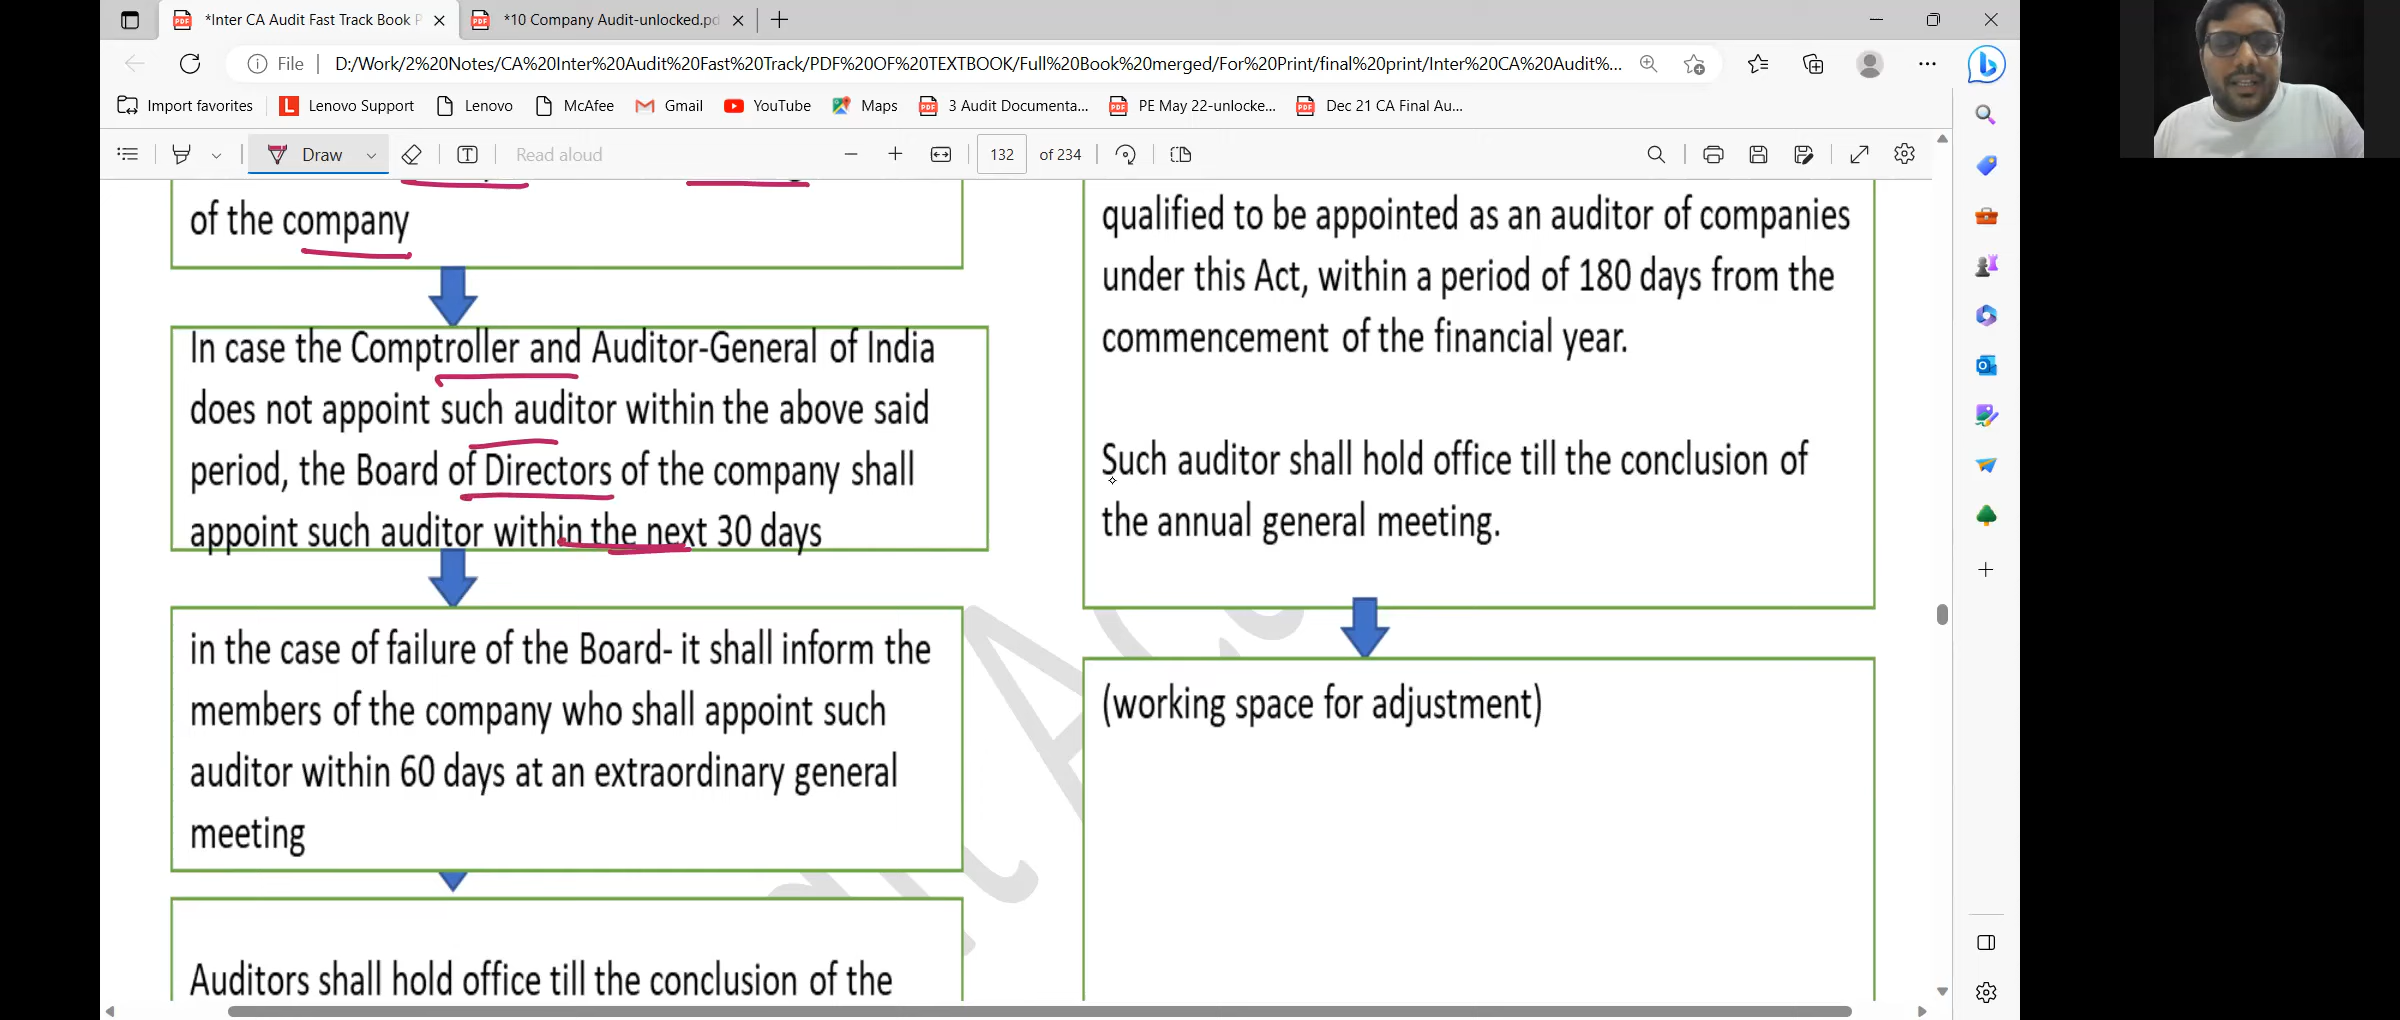 *Inter CA Audit Fast Track Book P
*10 Company Audit-unlocked.pd
File
D:/Work/2%20Notes/CA%20Inter%20Audit%20Fast%20Track/PDF%20OF%20TEXTBOOK/Full%20Book%20merged/For%20Print/final%20print/Inter%20CA%20Audit%...
Import favorites
Lenovo Support
Lenovo
McAfee
Gmail
YouTube
Maps
3 Audit Documenta...
PE May 22-unlocke...
Dec 21 CA Final Au...
Draw
Read aloud
132 of 234
of the company
In case the Comptroller and Auditor-General of India
does not appoint such auditor within the above said
period, the Board of Directors of the company shall
appoint such auditor within the next 30 days
in the case of failure of the Board- it shall inform the
members of the company who shall appoint such
auditor within 60 days at an extraordinary general
meeting
Auditors shall hold office till the conclusion of the
qualified to be appointed as an auditor of companies
under this Act, within a period of 180 days from the
commencement of the financial year.
Such auditor shall hold office till the conclusion of
the annual general meeting.
(working space for adjustment)